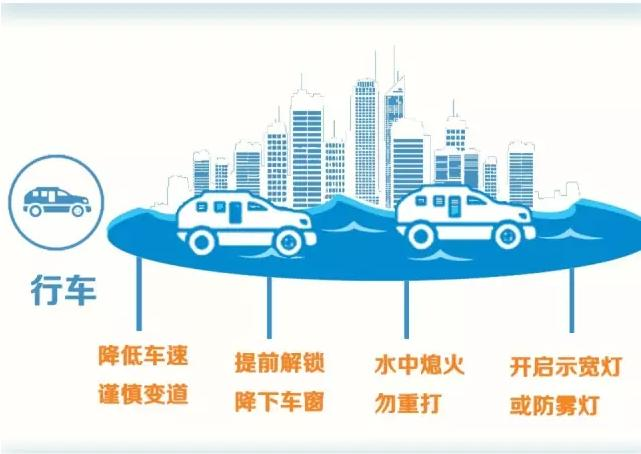 行车
降低车速
谨慎变道
提前解锁
降下车窗
水中熄火
勿重打
开启示宽灯
或防雾灯